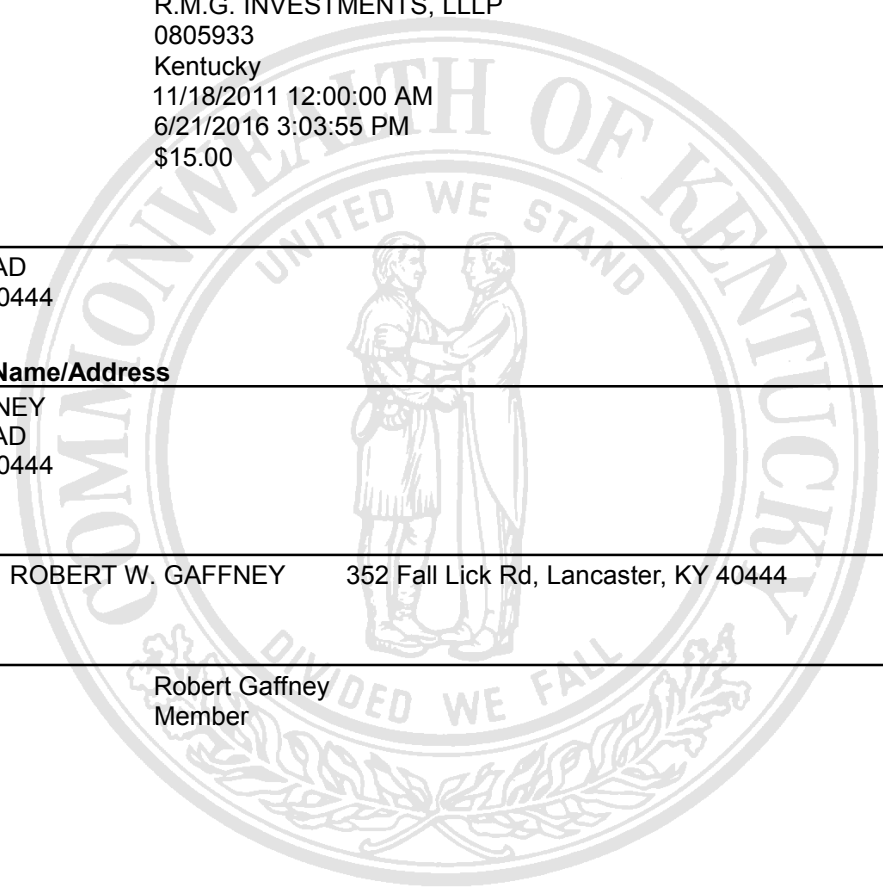 R.M.G. INVESTMENTS, LLLP
0805933
Kentucky
11/18/2011 12:00:00 AM
6/21/2016 3:03:55 PM
$15.00
COMMONWEALTH OF KENTUCKY
UNITED WE STAND
AD
0444
Name/Address
NEY
AD
0444
ROBERT W. GAFFNEY 352 Fall Lick Rd, Lancaster, KY 40444
DIVIDED WE FALL
Robert Gaffney
Member